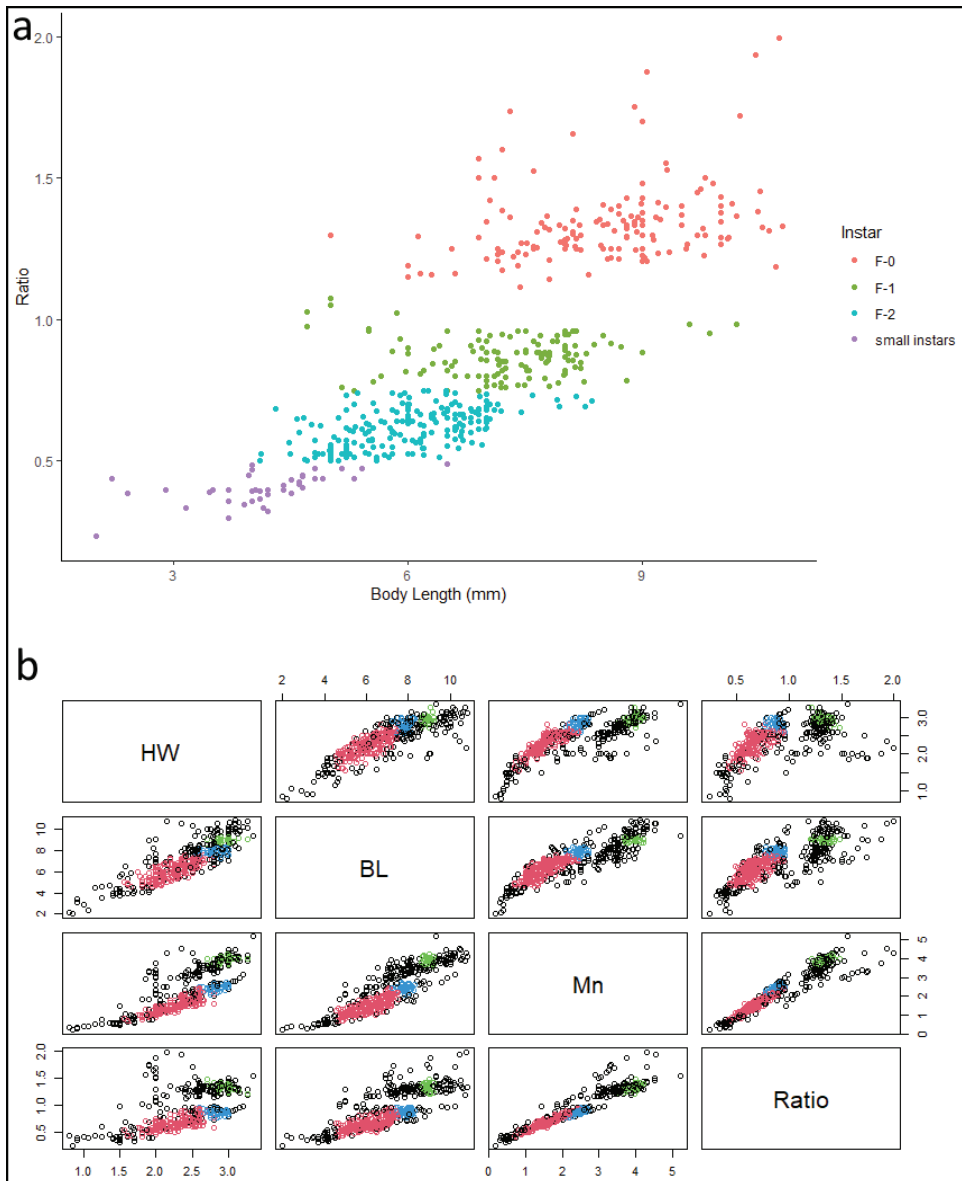 a
2.0
1.5
1.0
0.5
Ratio
3 6 9
Body Length (mm)
Instar
F-0
F-1
F-2
small instars
b
2 4 6 8 10
0.5 1.0 1.5 2.0
HW
1.0 2.0 3.0
2 4 6 8 10
BL
Mn
0 1 2 3 4 5
0.5 1.0 1.5 2.0
Ratio
1.0 1.5 2.0 2.5 3.0
0 1 2 3 4 5